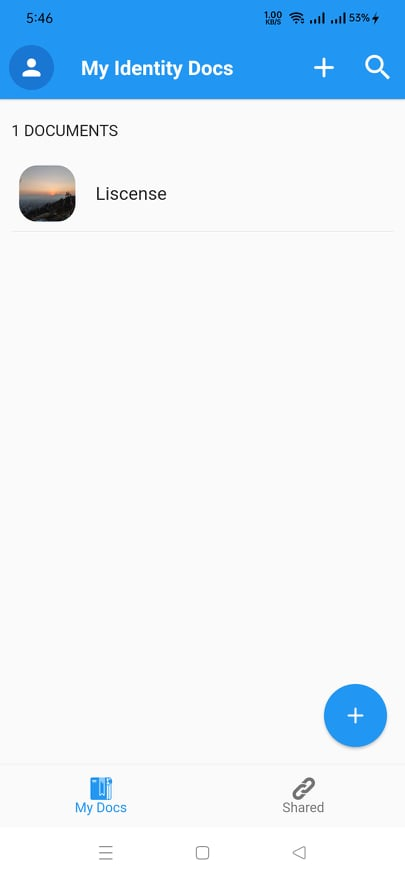 5:46
1.00
KB/S
53%
My Identity Docs
1 DOCUMENTS
Liscense
My Docs
Shared